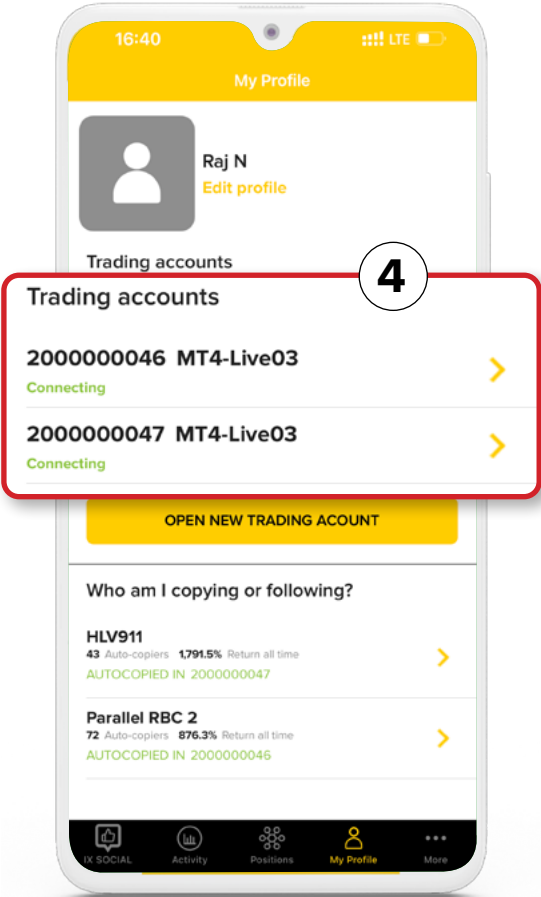 16:40
LTE
My Profile
Raj N
Edit profile
Trading accounts
4
Trading accounts
2000000046 MT4-Live03
Connecting
2000000047 MT4-Live03
Connecting
OPEN NEW TRADING ACOUNT
Who am I copying or following?
HLV911
43 Auto-copiers 1,791.5% Return all time
AUTOCOPIED IN 2000000047
Parallel RBC 2
72 Auto-copiers 876.3% Return all time
AUTOCOPIED IN 2000000046
IX SOCIAL Activity Positions My Profile More